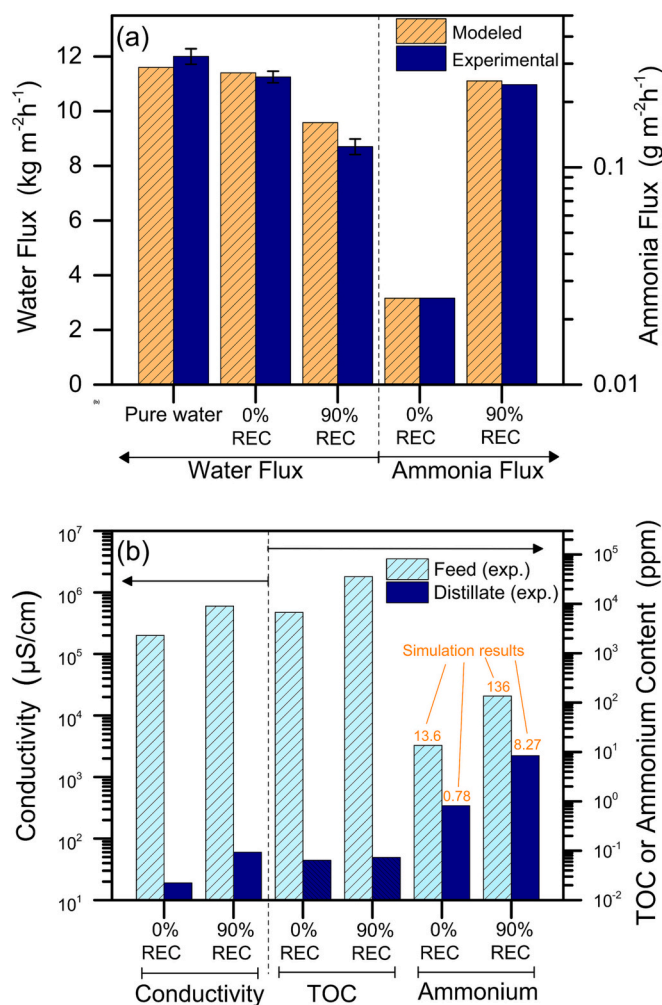 (a)
Modeled
Experimental
Water Flux (kg m⁻²h⁻¹)
12
10
8
6
4
2
0
Ammonia Flux (g m⁻²h⁻¹)
0.1
0.01
(b)
Pure water
0%
REC
90%
REC
0%
REC
90%
REC
Water Flux
Ammonia Flux
(b)
Feed (exp.)
Distillate (exp.)
Simulation results
13.6
0.78
136
8.27
Conductivity (µS/cm)
10⁷
10⁶
10⁵
10⁴
10³
10²
10¹
TOC or Ammonium Content (ppm)
10⁵
10⁴
10³
10²
10¹
10⁰
10⁻¹
10⁻²
0%
REC
90%
REC
0%
REC
90%
REC
0%
REC
90%
REC
Conductivity
TOC
Ammonium